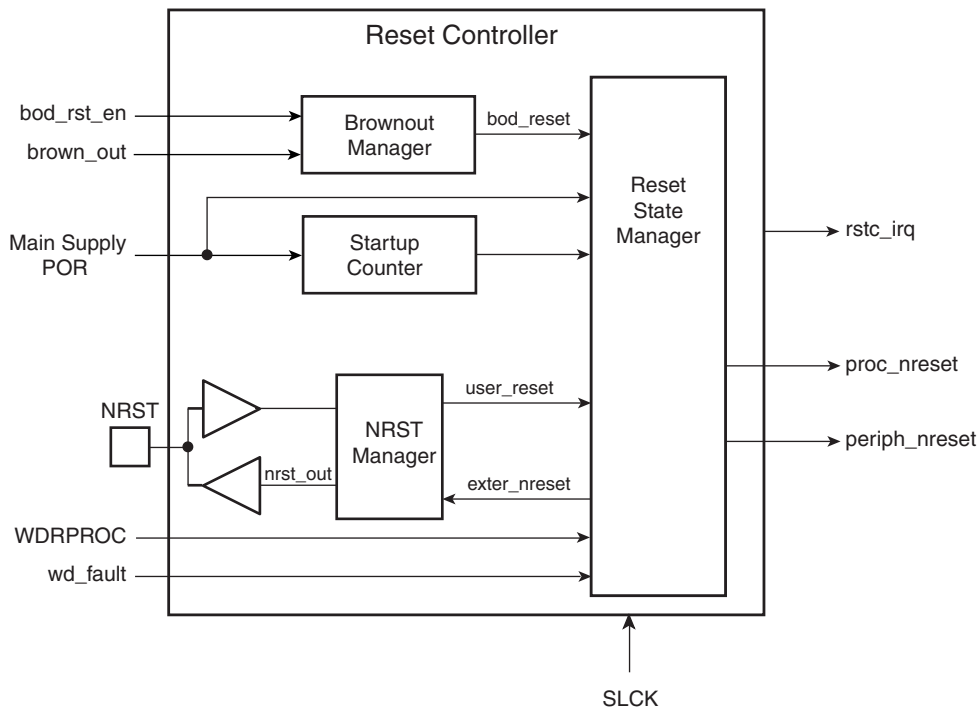 Reset Controller
bod_rst_en
brown_out
Brownout
Manager
bod_reset
Main Supply
POR
Startup
Counter
Reset
State
Manager
rstc_irq
proc_nreset
periph_nreset
NRST
nrst_out
NRST
Manager
user_reset
exter_nreset
WDRPROC
wd_fault
SLCK